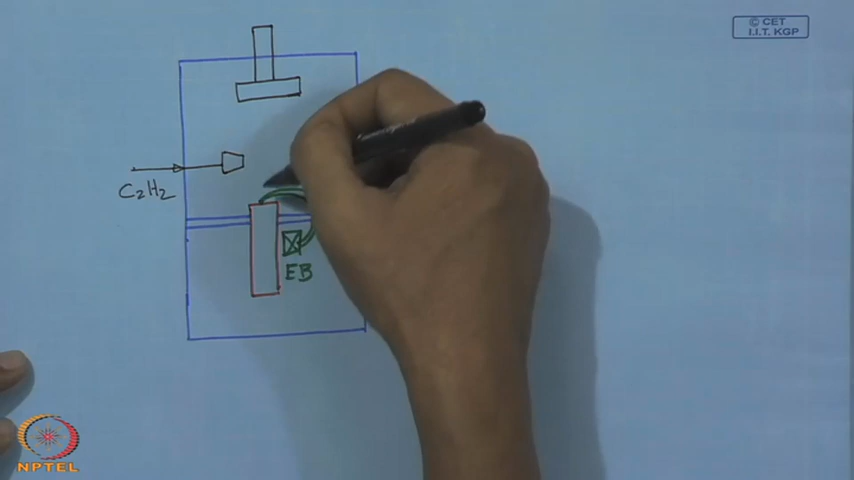 © CET
I.I.T. KGP
C₂H₂
EB
NPTEL